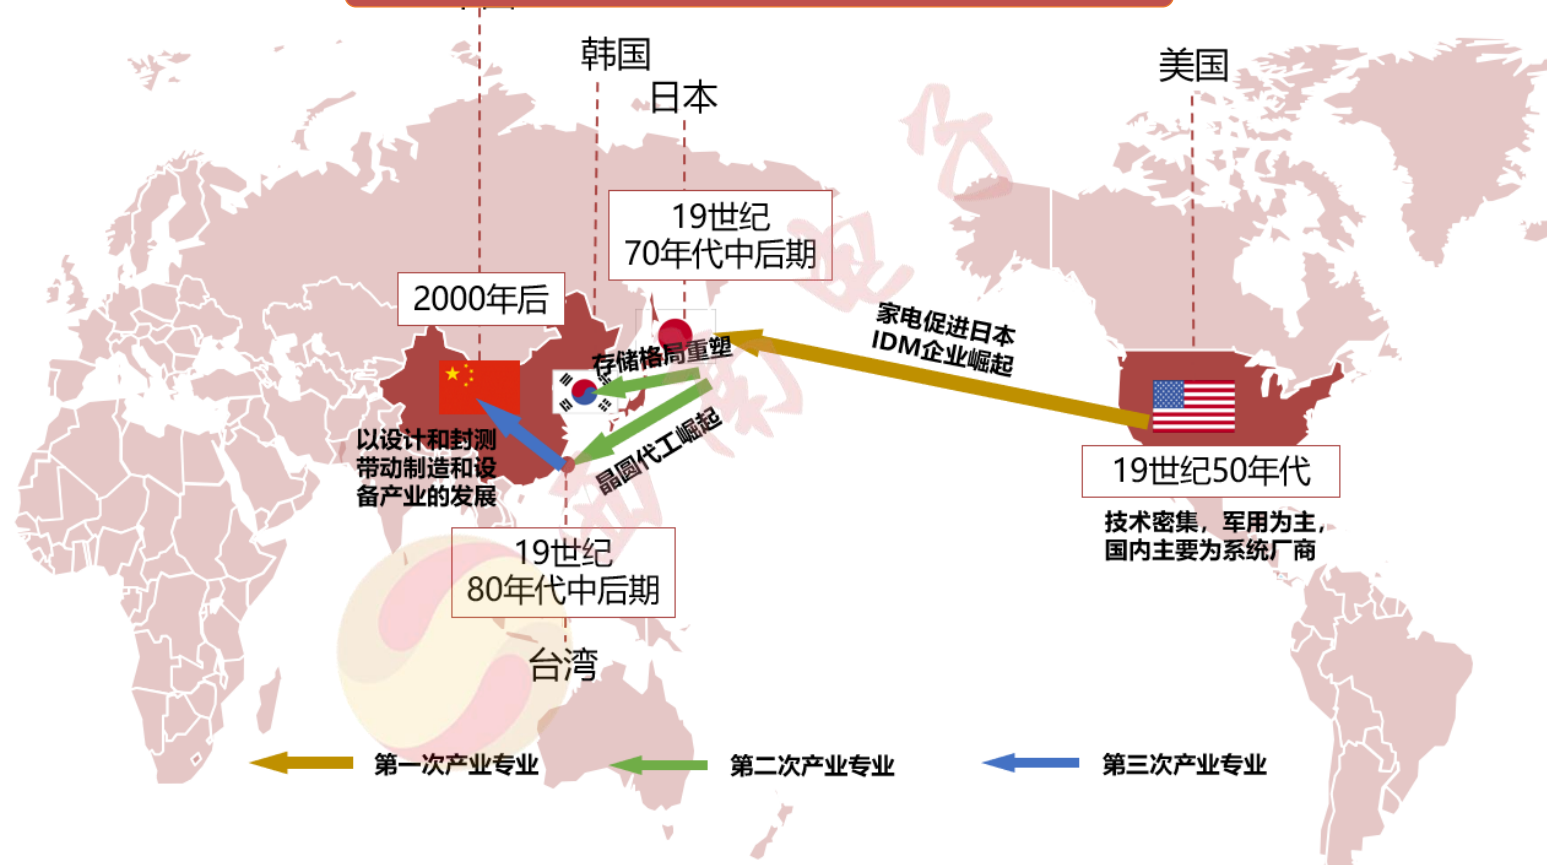 韩国
日本
美国
19世纪
70年代中后期
2000年后
家电促进日本
IDM企业崛起
存储格局重塑
晶圆代工崛起
以设计和封测
带动制造和设
备产业的发展
19世纪50年代
技术密集，军用为主，
国内主要为系统厂商
19世纪
80年代中后期
台湾
第一次产业专业
第二次产业专业
第三次产业专业